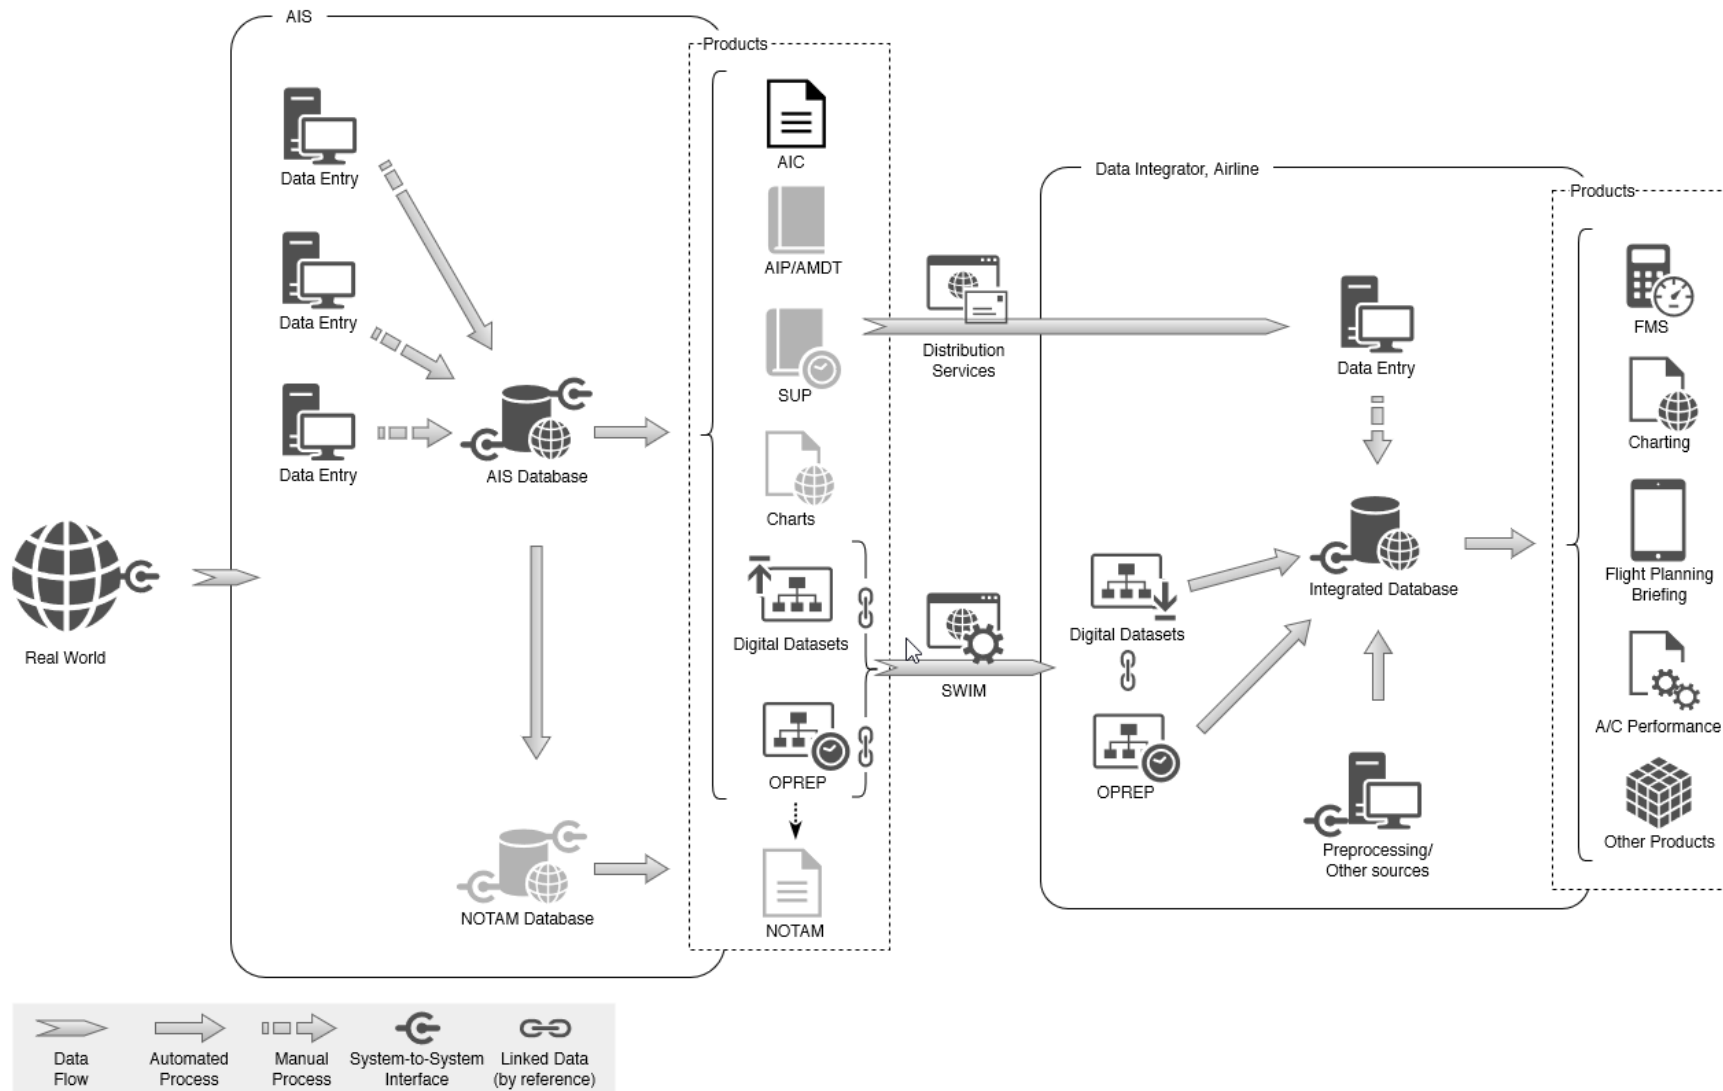 AIS
Products
Data Entry
AIC
Data Integrator, Airline
Products
AIP/AMDT
Data Entry
FMS
Distribution
Services
Data Entry
SUP
Charting
Data Entry
AIS Database
Charts
Flight Planning
Briefing
Integrated Database
Real World
Digital Datasets
Digital Datasets
SWIM
A/C Performance
OPREP
OPREP
Other Products
Preprocessing/
Other sources
NOTAM Database
NOTAM
Data
Flow
Automated
Process
Manual
Process
System-to-System
Interface
Linked Data
(by reference)